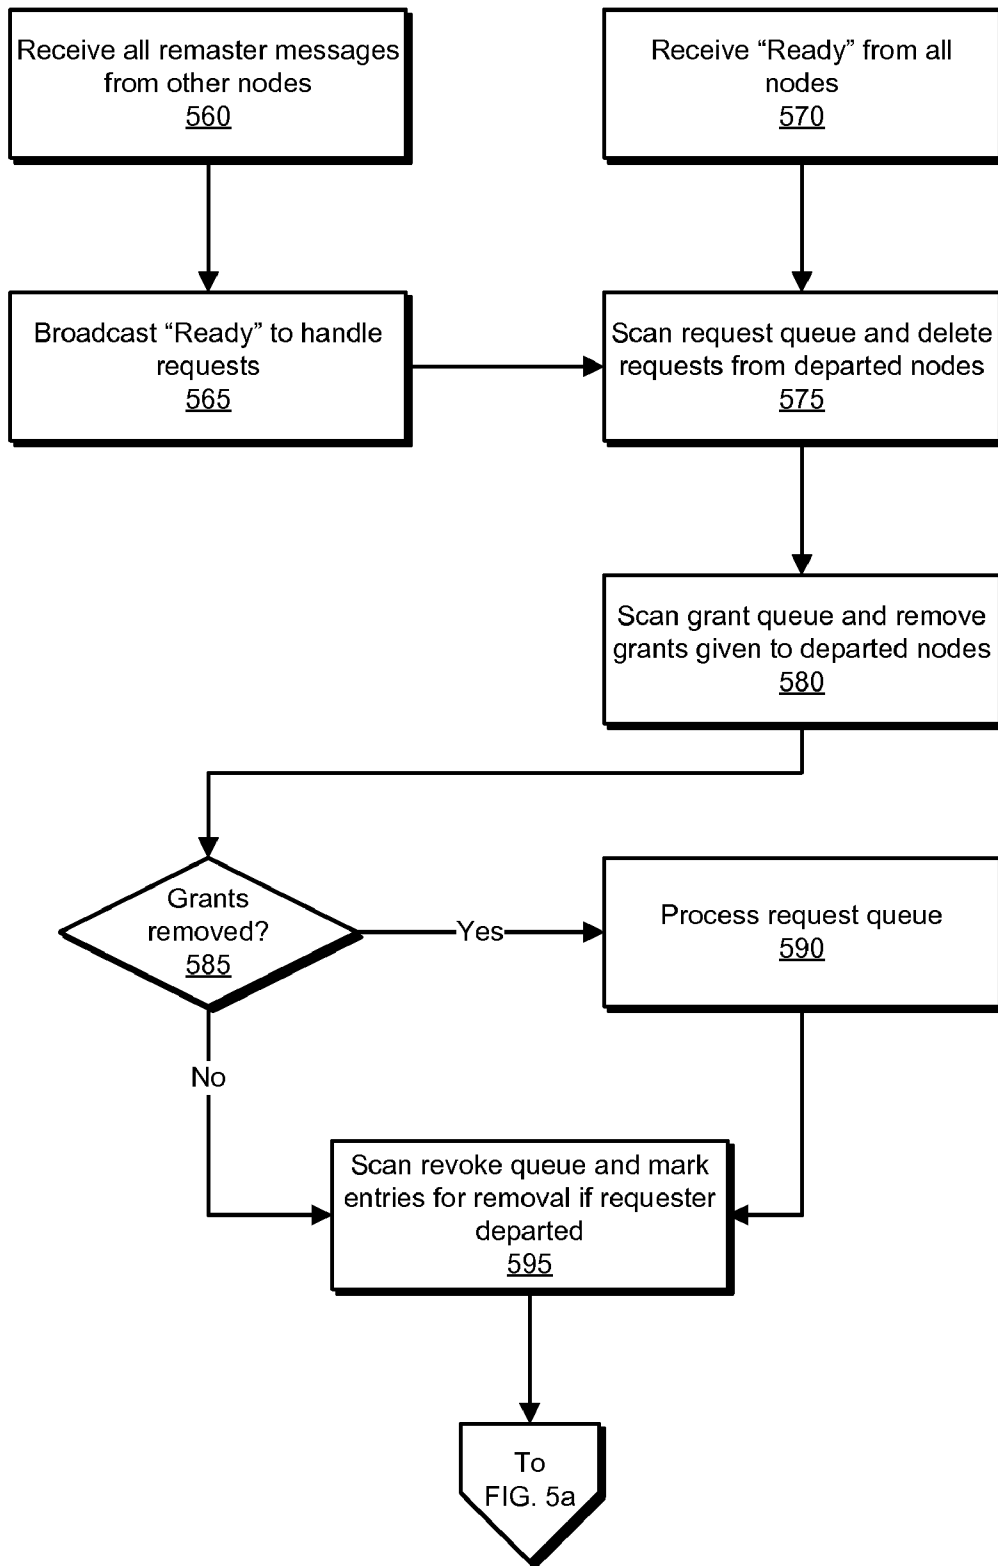 Receive all remaster messages
from other nodes
560
Receive “Ready” from all
nodes
570
Broadcast “Ready” to handle
requests
565
Scan request queue and delete
requests from departed nodes
575
Scan grant queue and remove
grants given to departed nodes
580
Grants
removed?
585
Yes
Process request queue
590
No
Scan revoke queue and mark
entries for removal if requester
departed
595
To
FIG. 5a